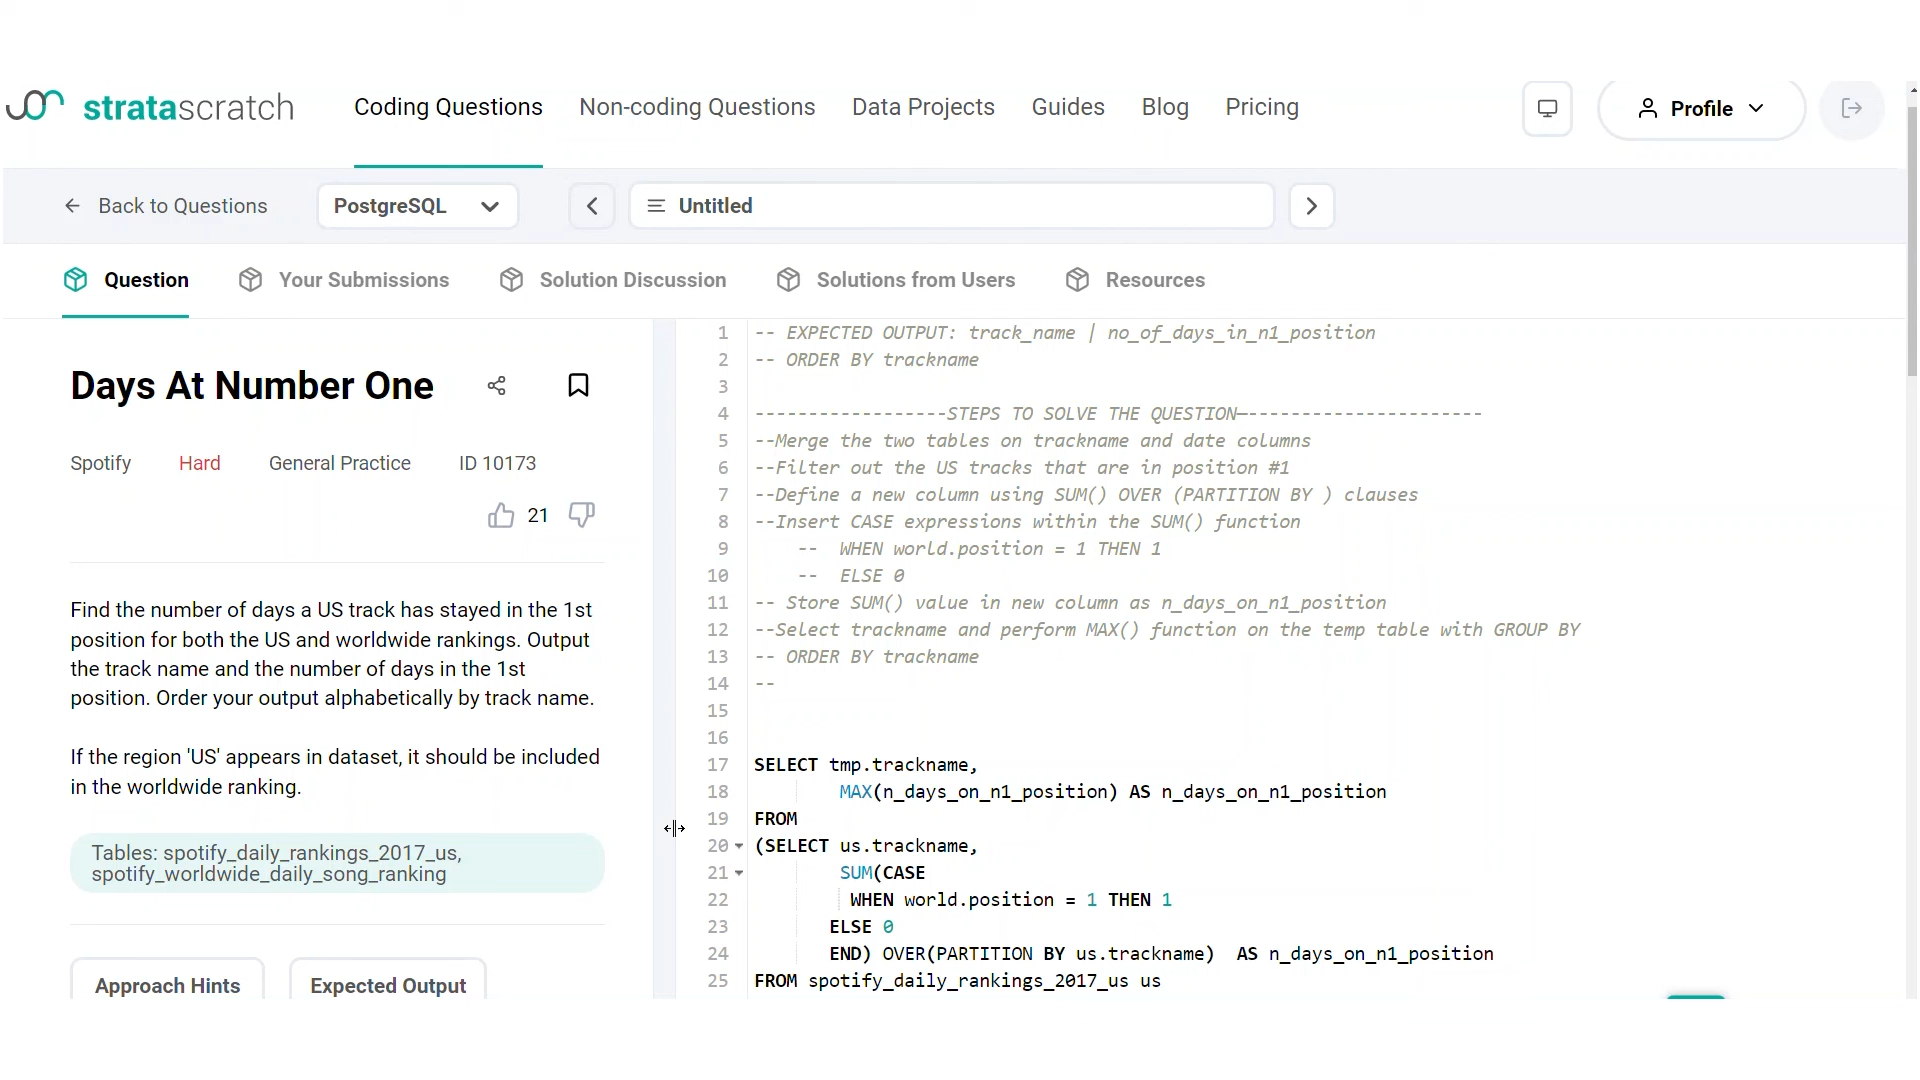 stratascratch
Coding Questions Non-coding Questions Data Projects Guides Blog Pricing Profile
Back to Questions PostgreSQL Untitled
Question Your Submissions Solution Discussion Solutions from Users Resources
Days At Number One
Spotify Hard General Practice ID 10173
21
Find the number of days a US track has stayed in the 1st
position for both the US and worldwide rankings. Output
the track name and the number of days in the 1st
position. Order your output alphabetically by track name.
If the region 'US' appears in dataset, it should be included
in the worldwide ranking.
Tables: spotify_daily_rankings_2017_us,
spotify_worldwide_daily_song_ranking
Approach Hints Expected Output
1 -- EXPECTED OUTPUT: track_name | no_of_days_in_n1_position
2 -- ORDER BY trackname
3
4 ------------------STEPS TO SOLVE THE QUESTION—----------------------
5 --Merge the two tables on trackname and date columns
6 --Filter out the US tracks that are in position #1
7 --Define a new column using SUM() OVER (PARTITION BY ) clauses
8 --Insert CASE expressions within the SUM() function
9 -- WHEN world.position = 1 THEN 1
10 -- ELSE 0
11 -- Store SUM() value in new column as n_days_on_n1_position
12 --Select trackname and perform MAX() function on the temp table with GROUP BY
13 -- ORDER BY trackname
14 --
15
16
17 SELECT tmp.trackname,
18 MAX(n_days_on_n1_position) AS n_days_on_n1_position
19 FROM
20 (SELECT us.trackname,
21 SUM(CASE
22 WHEN world.position = 1 THEN 1
23 ELSE 0
24 END) OVER(PARTITION BY us.trackname) AS n_days_on_n1_position
25 FROM spotify_daily_rankings_2017_us us